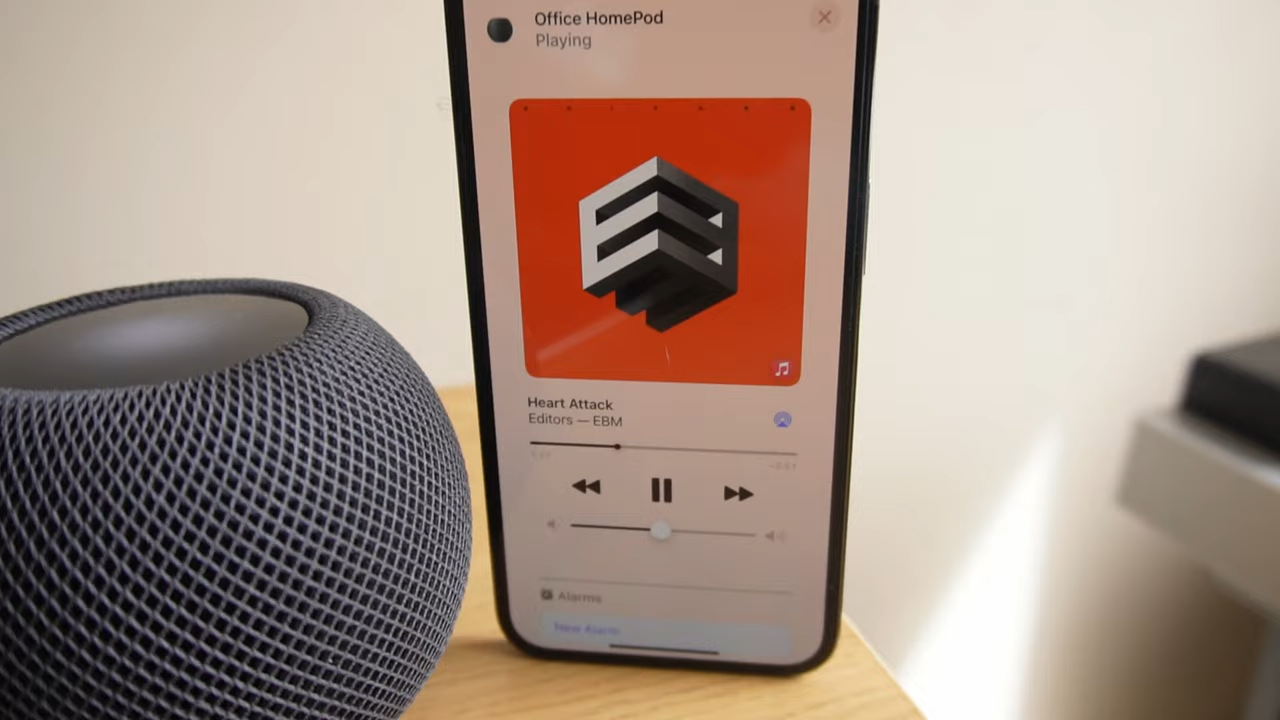 Office HomePod
Playing
Heart Attack
Editors — EBM
Alarms
New Alarm